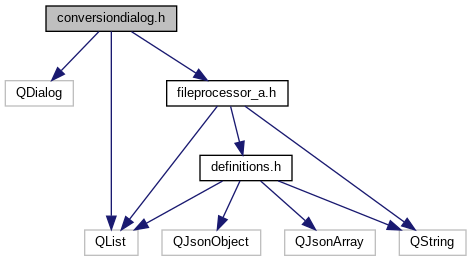 conversiondialog.h
QDialog
fileprocessor_a.h
definitions.h
QList
QJsonObject
QJsonArray
QString